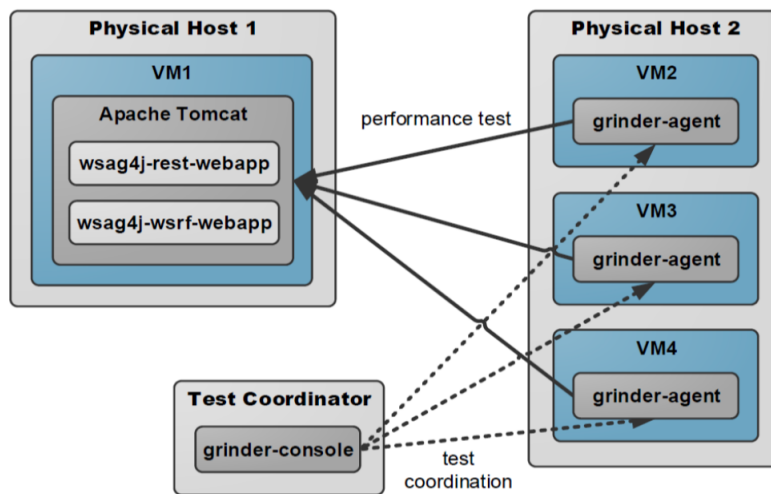 Physical Host 1
VM1
Apache Tomcat
wsag4j-rest-webapp
wsag4j-wsrf-webapp
performance test
Physical Host 2
VM2
grinder-agent
VM3
grinder-agent
VM4
grinder-agent
Test Coordinator
grinder-console
test
coordination